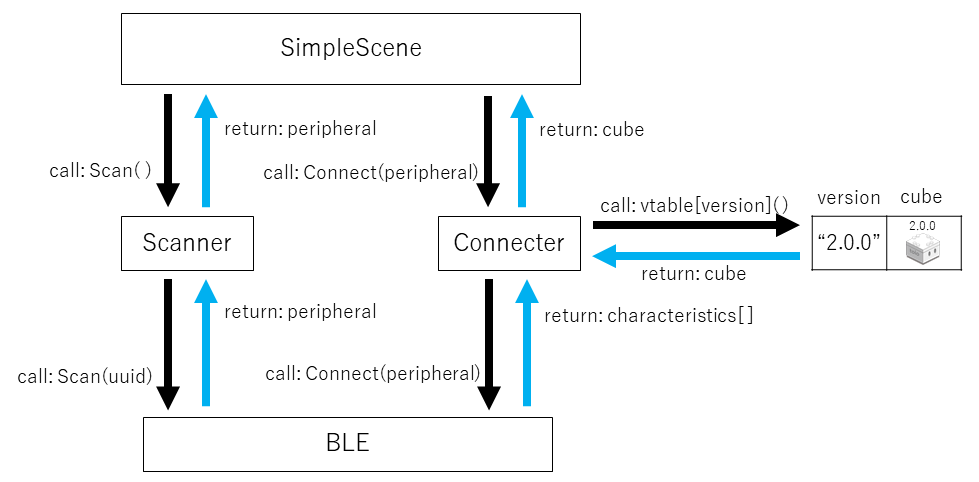 SimpleScene
return: peripheral
return: cube
call: Scan( )
call: Connect(peripheral)
call: vtable[version]( )
version
cube
Scanner
Connecter
“2.0.0”
2.0.0
return: cube
return: peripheral
return: characteristics[ ]
call: Scan(uuid)
call: Connect(peripheral)
BLE